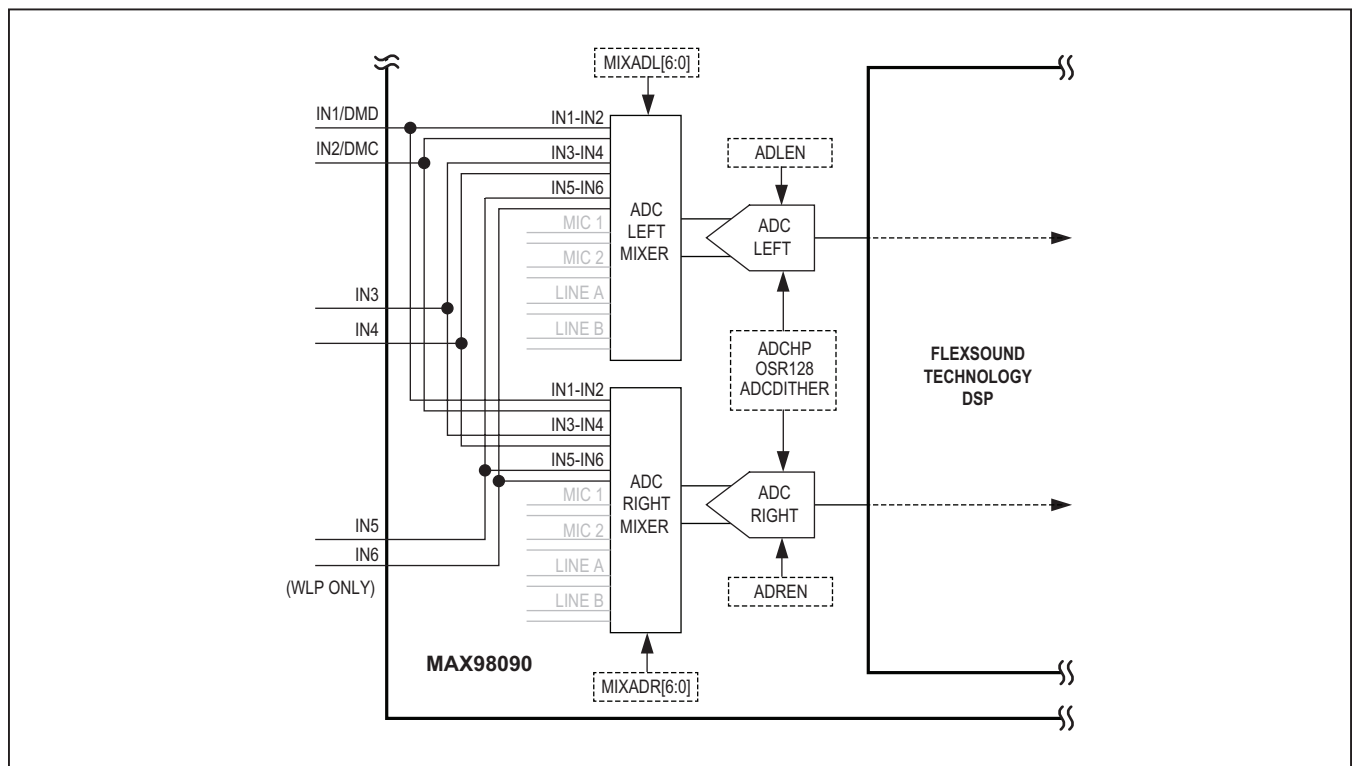 MIXADL[6:0]
IN1/DMD
IN2/DMC
IN3
IN4
IN5
IN6
(WLP ONLY)
IN1-IN2
IN3-IN4
IN5-IN6
MIC 1
MIC 2
LINE A
LINE B
ADC
LEFT
MIXER
ADLEN
ADC
LEFT
ADCHP
OSR128
ADCDITHER
FLEXSOUND
TECHNOLOGY
DSP
IN1-IN2
IN3-IN4
IN5-IN6
MIC 1
MIC 2
LINE A
LINE B
ADC
RIGHT
MIXER
ADC
RIGHT
ADREN
MAX98090
MIXADR[6:0]